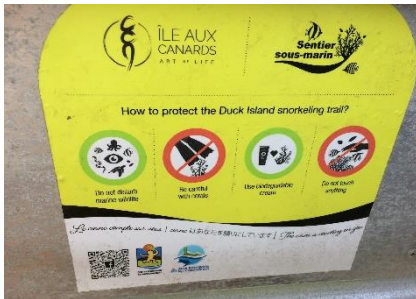 ÎLE AUX
CANARDS
ART OF LIFE
Sentier
sous-marin
How to protect the Duck Island snorkeling trail?
Do not disturb
marine wildlife
Be careful
with corals
Use biodegradable
cream
Do not touch
anything